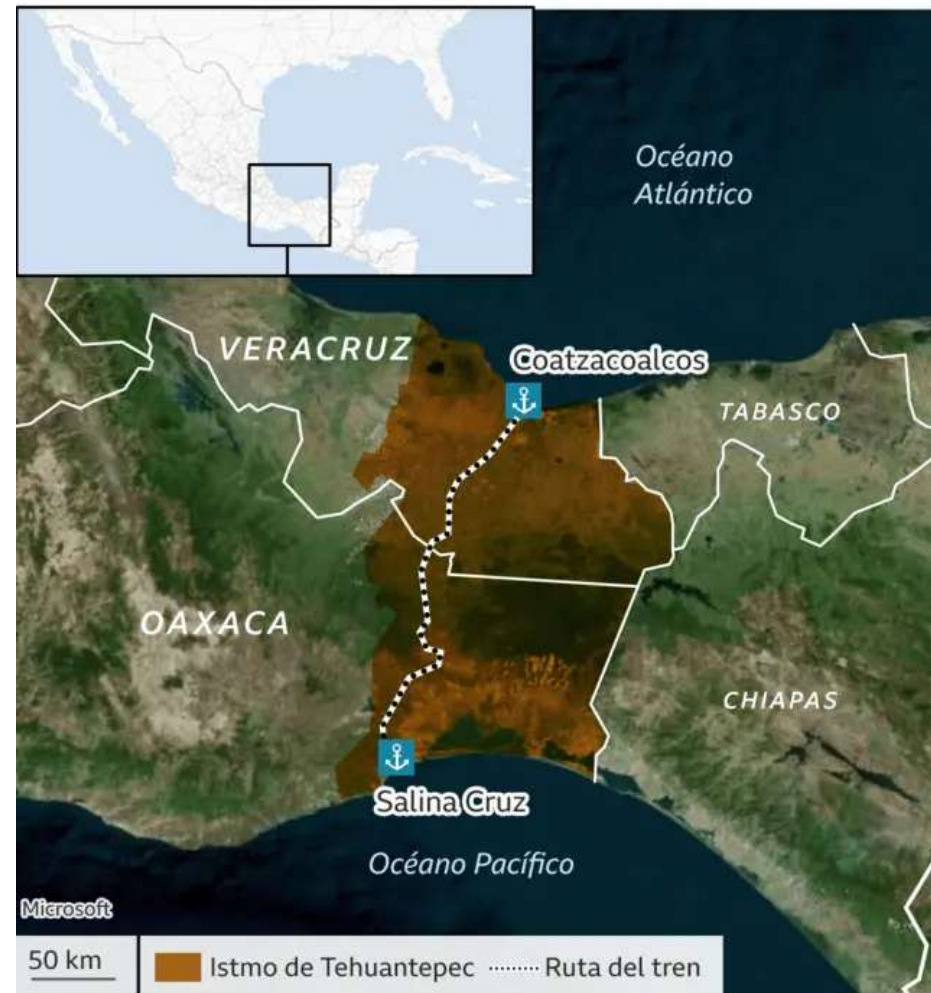 Océano
Atlántico
VERACRUZ
Coatzacoalcos
TABASCO
OAXACA
CHIAPAS
Salina Cruz
Océano Pacífico
Microsoft
50 km
Istmo de Tehuantepec
Ruta del tren